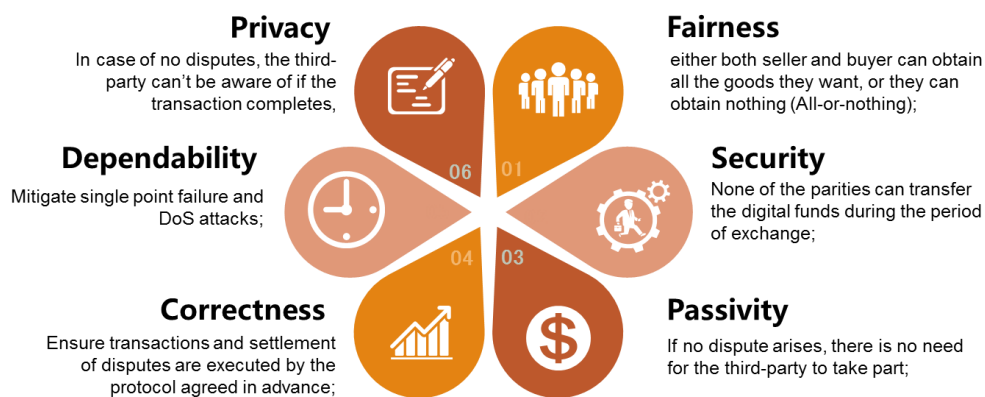 Privacy
In case of no disputes, the third-
party can't be aware of if the
transaction completes,
Fairness
either both seller and buyer can obtain
all the goods they want, or they can
obtain nothing (All-or-nothing);
Dependability
Mitigate single point failure and
DoS attacks;
06
01
Security
None of the parities can transfer
the digital funds during the period
of exchange;
Correctness
Ensure transactions and settlement
of disputes are executed by the
protocol agreed in advance;
04
03
$
Passivity
If no dispute arises, there is no need
for the third-party to take part;